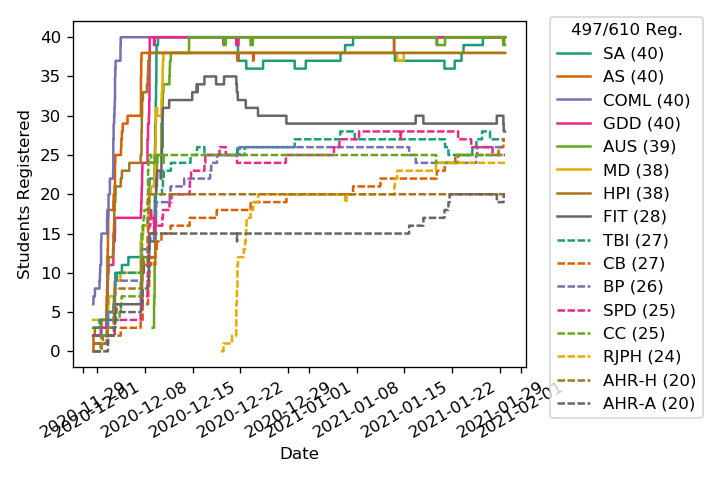 497/610 Reg.
SA (40)
AS (40)
COML (40)
GDD (40)
AUS (39)
MD (38)
HPI (38)
FIT (28)
TBI (27)
CB (27)
BP (26)
SPD (25)
CC (25)
RJPH (24)
AHR-H (20)
AHR-A (20)
Students Registered
40
35
30
25
20
15
10
5
0
2020-11-29
2020-12-01
2020-12-08
2020-12-15
2020-12-22
2020-12-29
2021-01-01
2021-01-08
2021-01-15
2021-01-22
2021-01-29
2021-02-01
Date